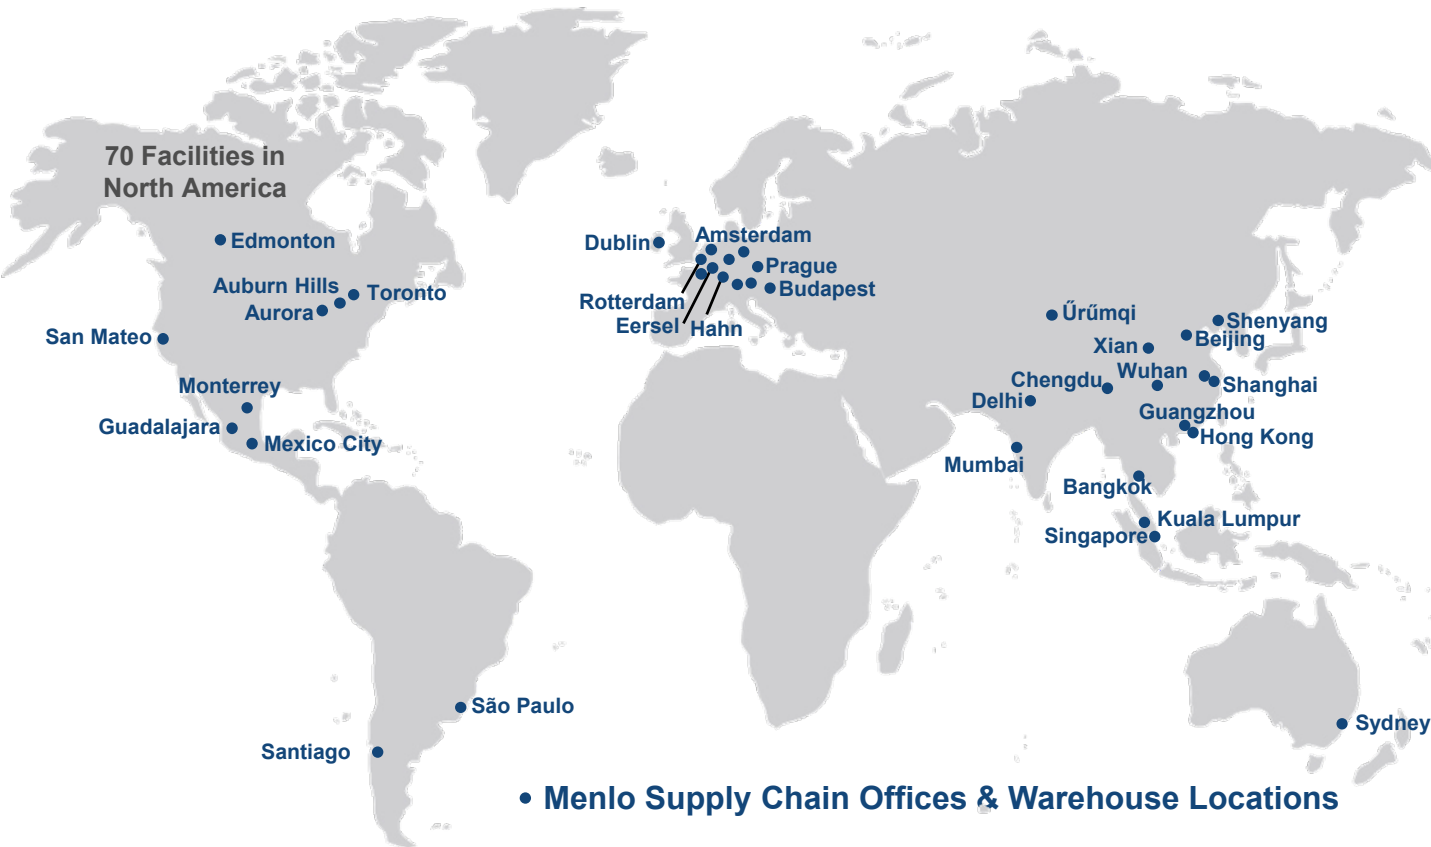 70 Facilities in
North America
Edmonton
Auburn Hills
Toronto
Aurora
San Mateo
Monterrey
Guadalajara
Mexico City
São Paulo
Santiago
Dublin
Amsterdam
Prague
Budapest
Rotterdam
Eersel
Hahn
Űrűmqi
Shenyang
Beijing
Xian
Wuhan
Chengdu
Shanghai
Delhi
Guangzhou
Hong Kong
Mumbai
Bangkok
Kuala Lumpur
Singapore
Sydney
• Menlo Supply Chain Offices & Warehouse Locations